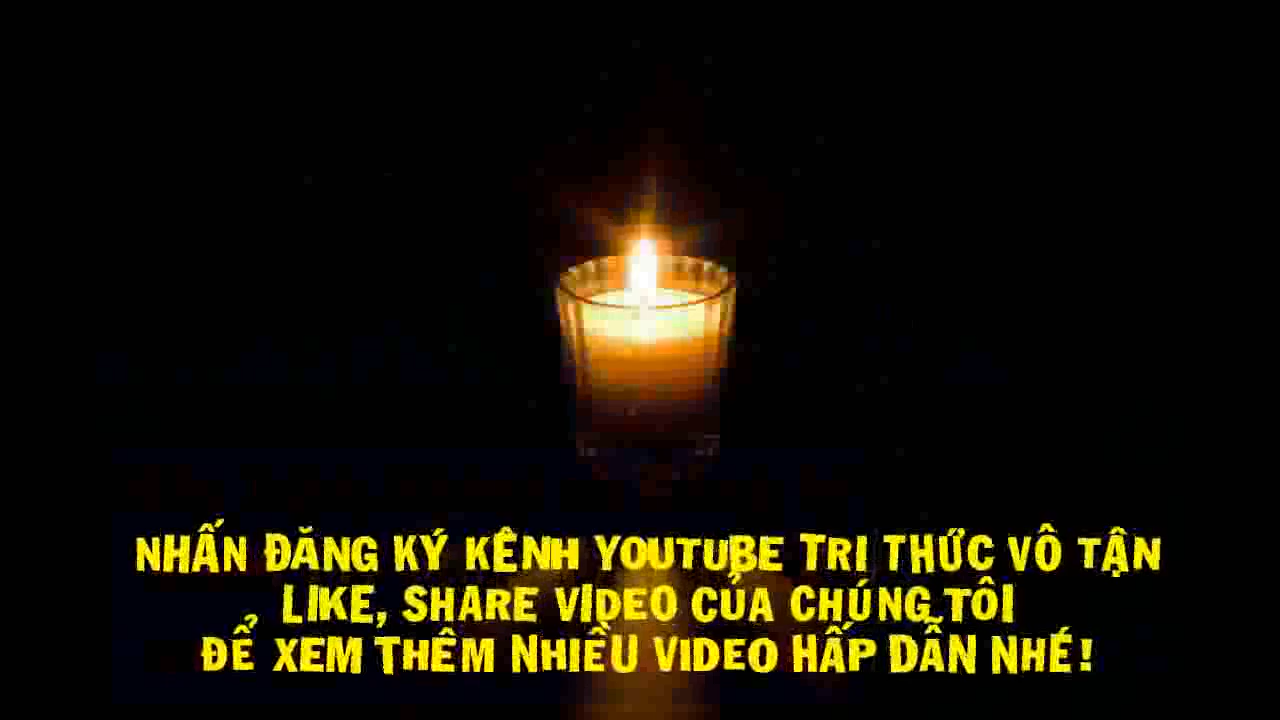 NHẤN ĐĂNG KÝ KÊNH YOUTUBE TRI THỨC VÔ TẬN
LIKE, SHARE VIDEO CỦA CHÚNG TÔI
ĐỂ XEM THÊM NHIỀU VIDEO HẤP DẪN NHÉ!